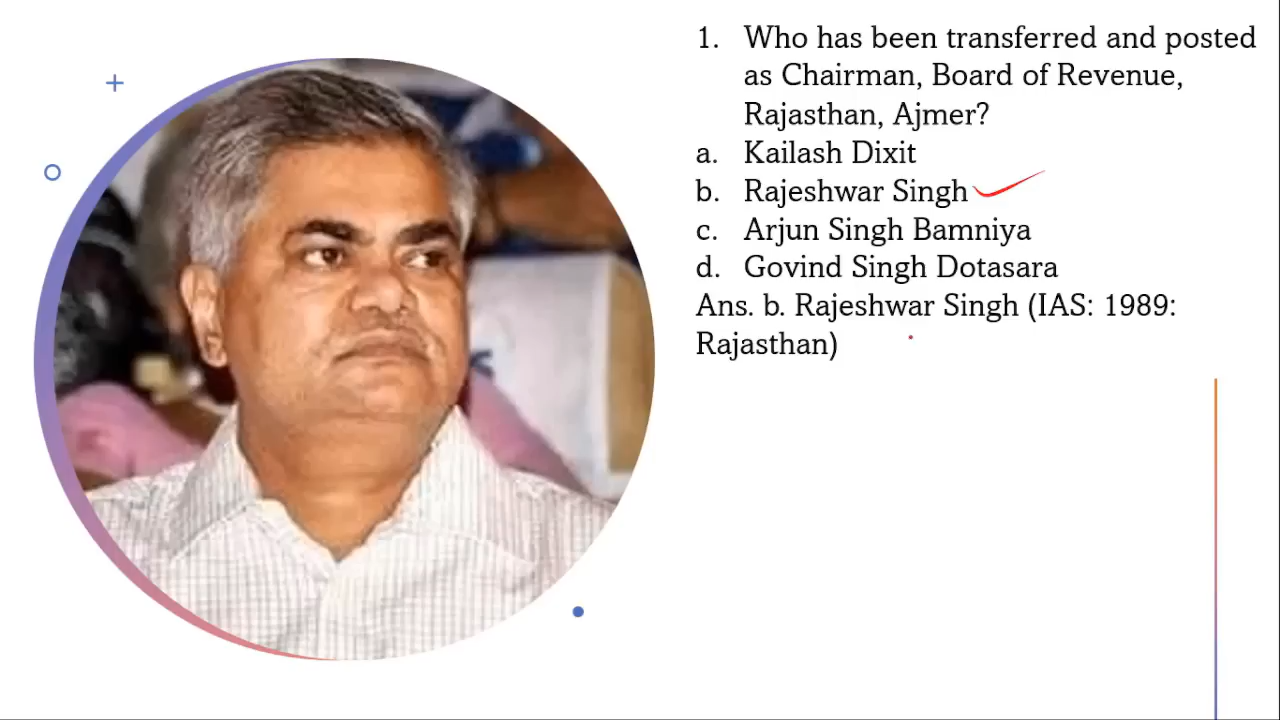 1. Who has been transferred and posted
as Chairman, Board of Revenue,
Rajasthan, Ajmer?
a. Kailash Dixit
b. Rajeshwar Singh
c. Arjun Singh Bamniya
d. Govind Singh Dotasara
Ans. b. Rajeshwar Singh (IAS: 1989:
Rajasthan)